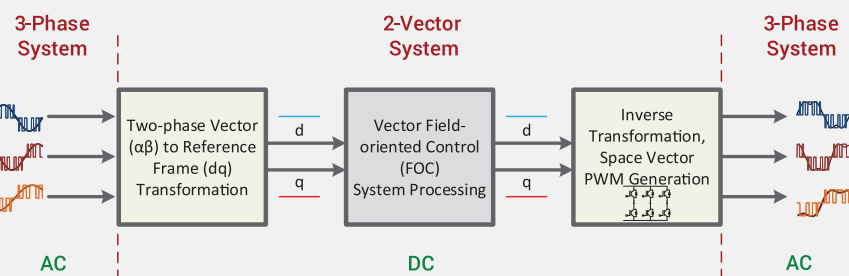 3-Phase
System
2-Vector
System
3-Phase
System
Two-phase Vector
(αβ) to Reference
Frame (dq)
Transformation
d
q
Vector Field-
oriented Control
(FOC)
System Processing
d
q
Inverse
Transformation,
Space Vector
PWM Generation
AC
DC
AC